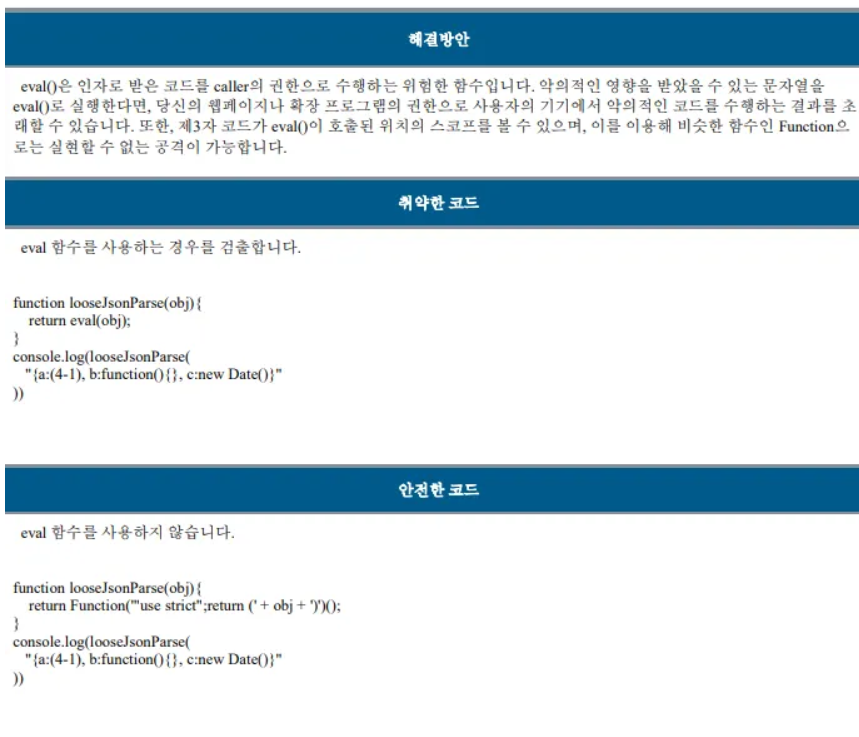 해결방안
eval()은 인자로 받은 코드를 caller의 권한으로 수행하는 위험한 함수입니다. 악의적인 영향을 받았을 수 있는 문자열을
eval()로 실행한다면, 당신의 웹페이지나 확장 프로그램의 권한으로 사용자의 기기에서 악의적인 코드를 수행하는 결과를 초
래할 수 있습니다. 또한, 제3자 코드가 eval()이 호출된 위치의 스코프를 볼 수 있으며, 이를 이용해 비슷한 함수인 Function으
로는 실현할 수 없는 공격이 가능합니다.
취약한 코드
eval 함수를 사용하는 경우를 검출합니다.
function looseJsonParse(obj){
return eval(obj);
}
console.log(looseJsonParse(
"{a:(4-1), b:function(){}, c:new Date()}"
))
안전한 코드
eval 함수를 사용하지 않습니다.
function looseJsonParse(obj){
return Function('"use strict";return (' + obj + ')')();
}
console.log(looseJsonParse(
"{a:(4-1), b:function(){}, c:new Date()}"
))